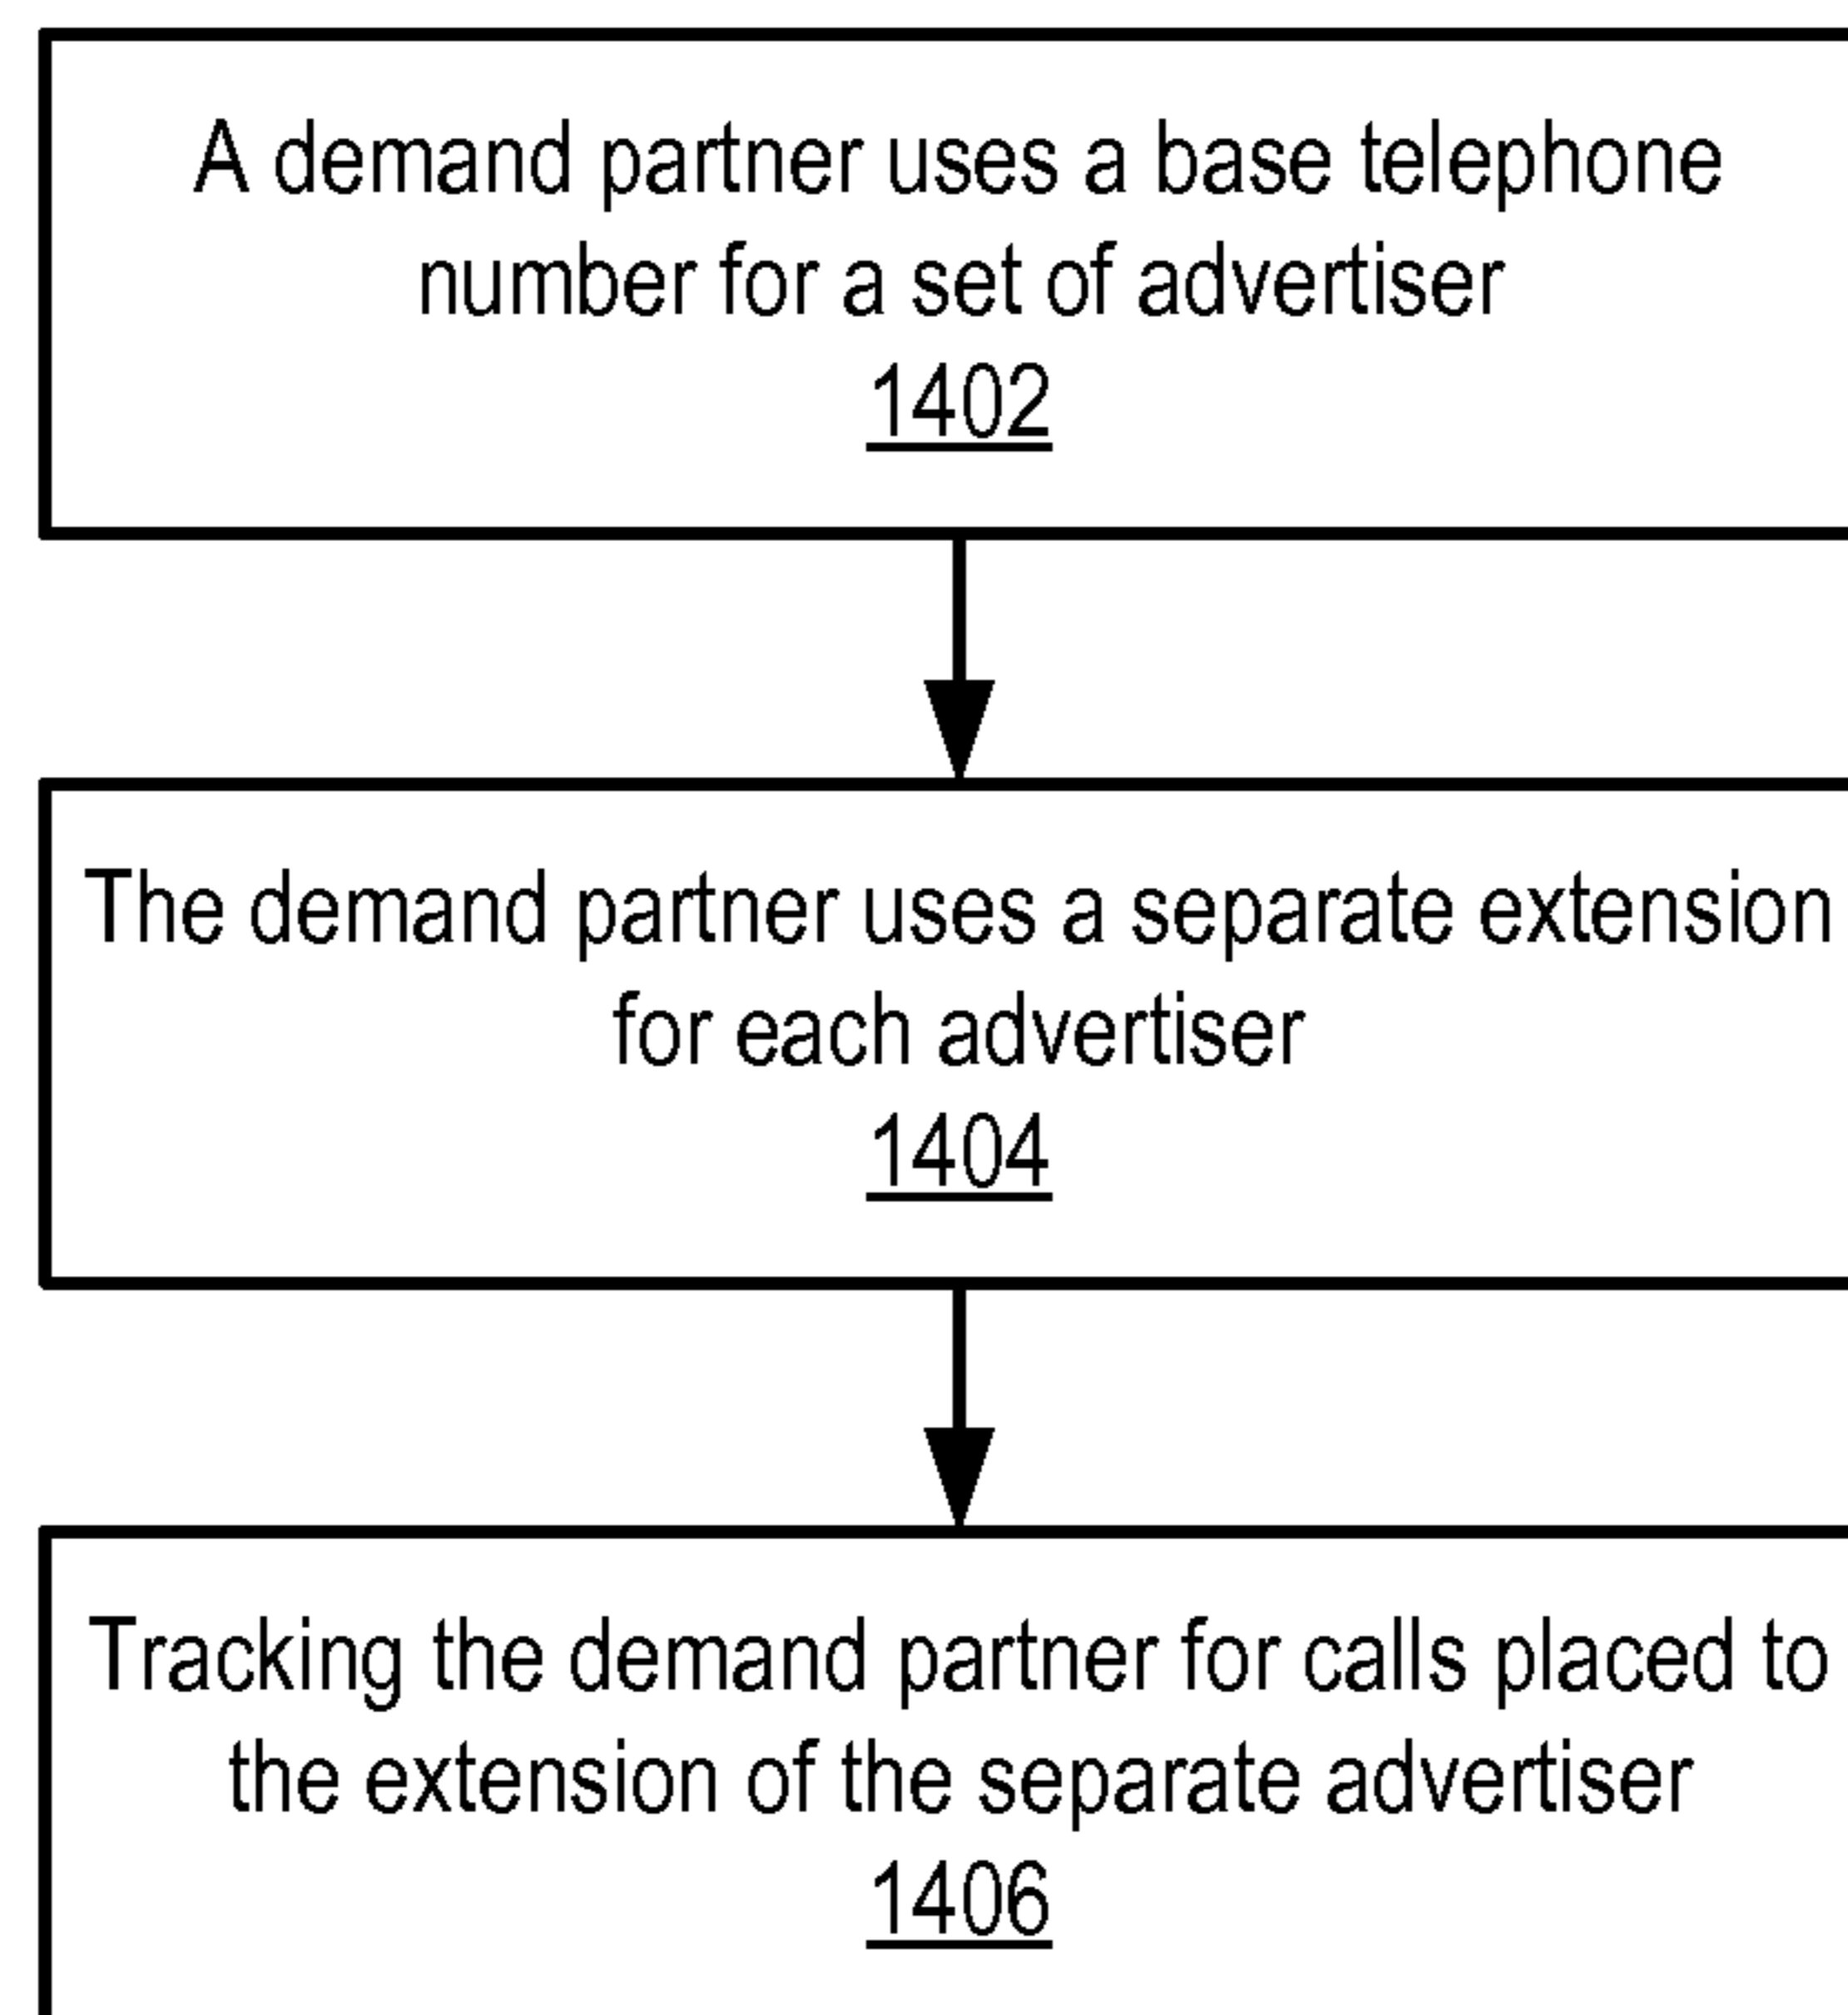 A demand partner uses a base telephone
number for a set of advertiser
1402
The demand partner uses a separate extension
for each advertiser
1404
Tracking the demand partner for calls placed to
the extension of the separate advertiser
1406